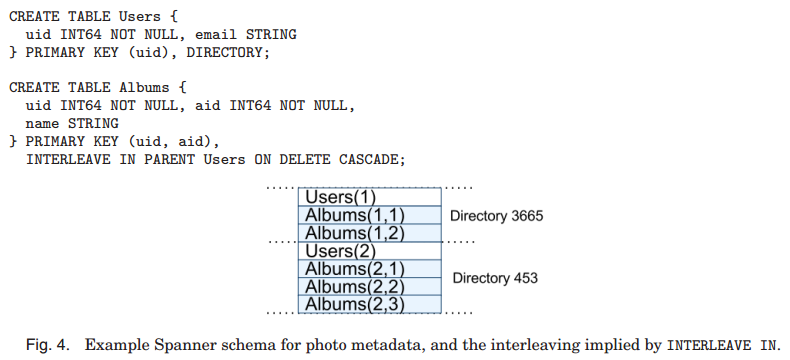 CREATE TABLE Users {
uid INT64 NOT NULL, email STRING
} PRIMARY KEY (uid), DIRECTORY;
CREATE TABLE Albums {
uid INT64 NOT NULL, aid INT64 NOT NULL,
name STRING
} PRIMARY KEY (uid, aid),
INTERLEAVE IN PARENT Users ON DELETE CASCADE;
Users(1)
Albums(1,1) Directory 3665
Albums(1,2)
Users(2)
Albums(2,1) Directory 453
Albums(2,2)
Albums(2,3)
Fig. 4. Example Spanner schema for photo metadata, and the interleaving implied by INTERLEAVE IN.